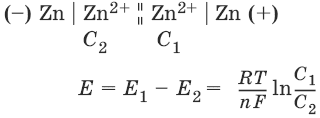 (–) Zn | Zn²⁺ ¦¦ Zn²⁺ | Zn (+)
C₂ C₁
E = E₁ − E₂ = RT/nF ln C₁/C₂